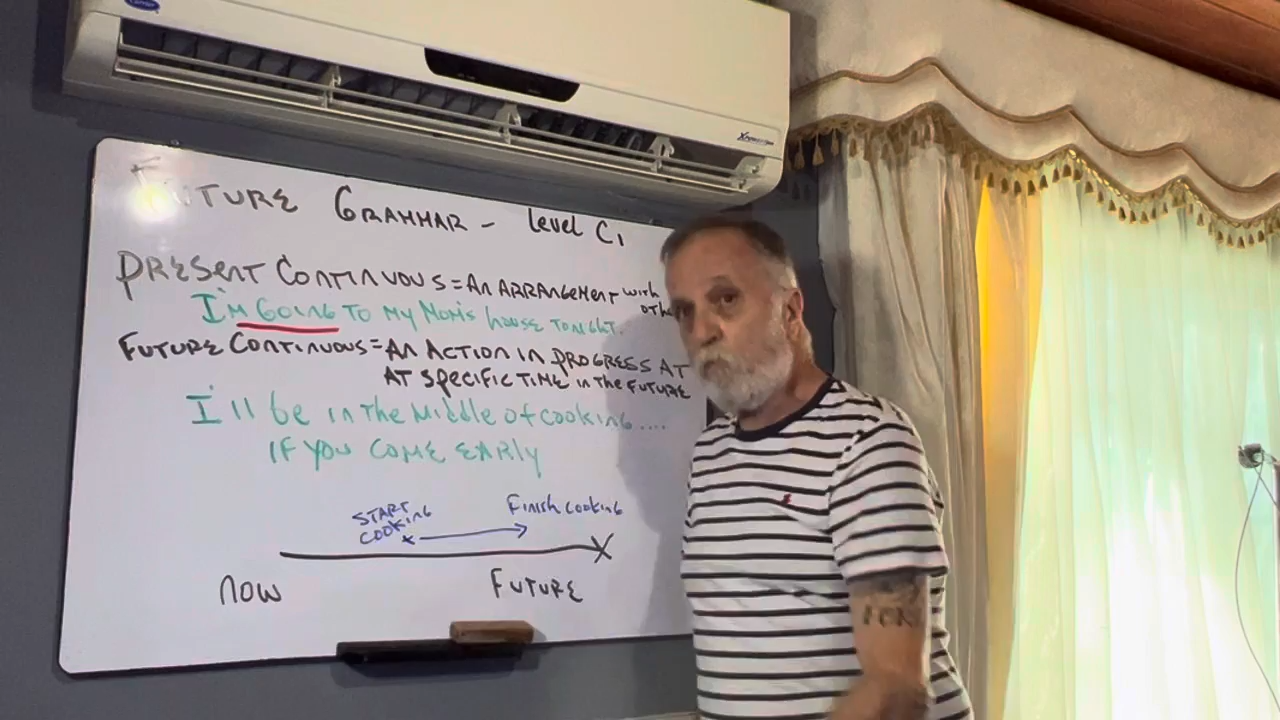 Carrier
FUTURE GRAMMAR - Level C1
PRESENT CONTINUOUS = AN ARRANGEMENT with
I'M GOING TO MY MOM'S house TONIGHT.
FUTURE CONTINUOUS = AN ACTION IN PROGRESS AT
AT SPECIFIC TIME in The FUTURE
I'll be in The Middle of cooking....
IF YOU COME EARLY
START
COOKING
Finish cooking
NOW
FUTURE